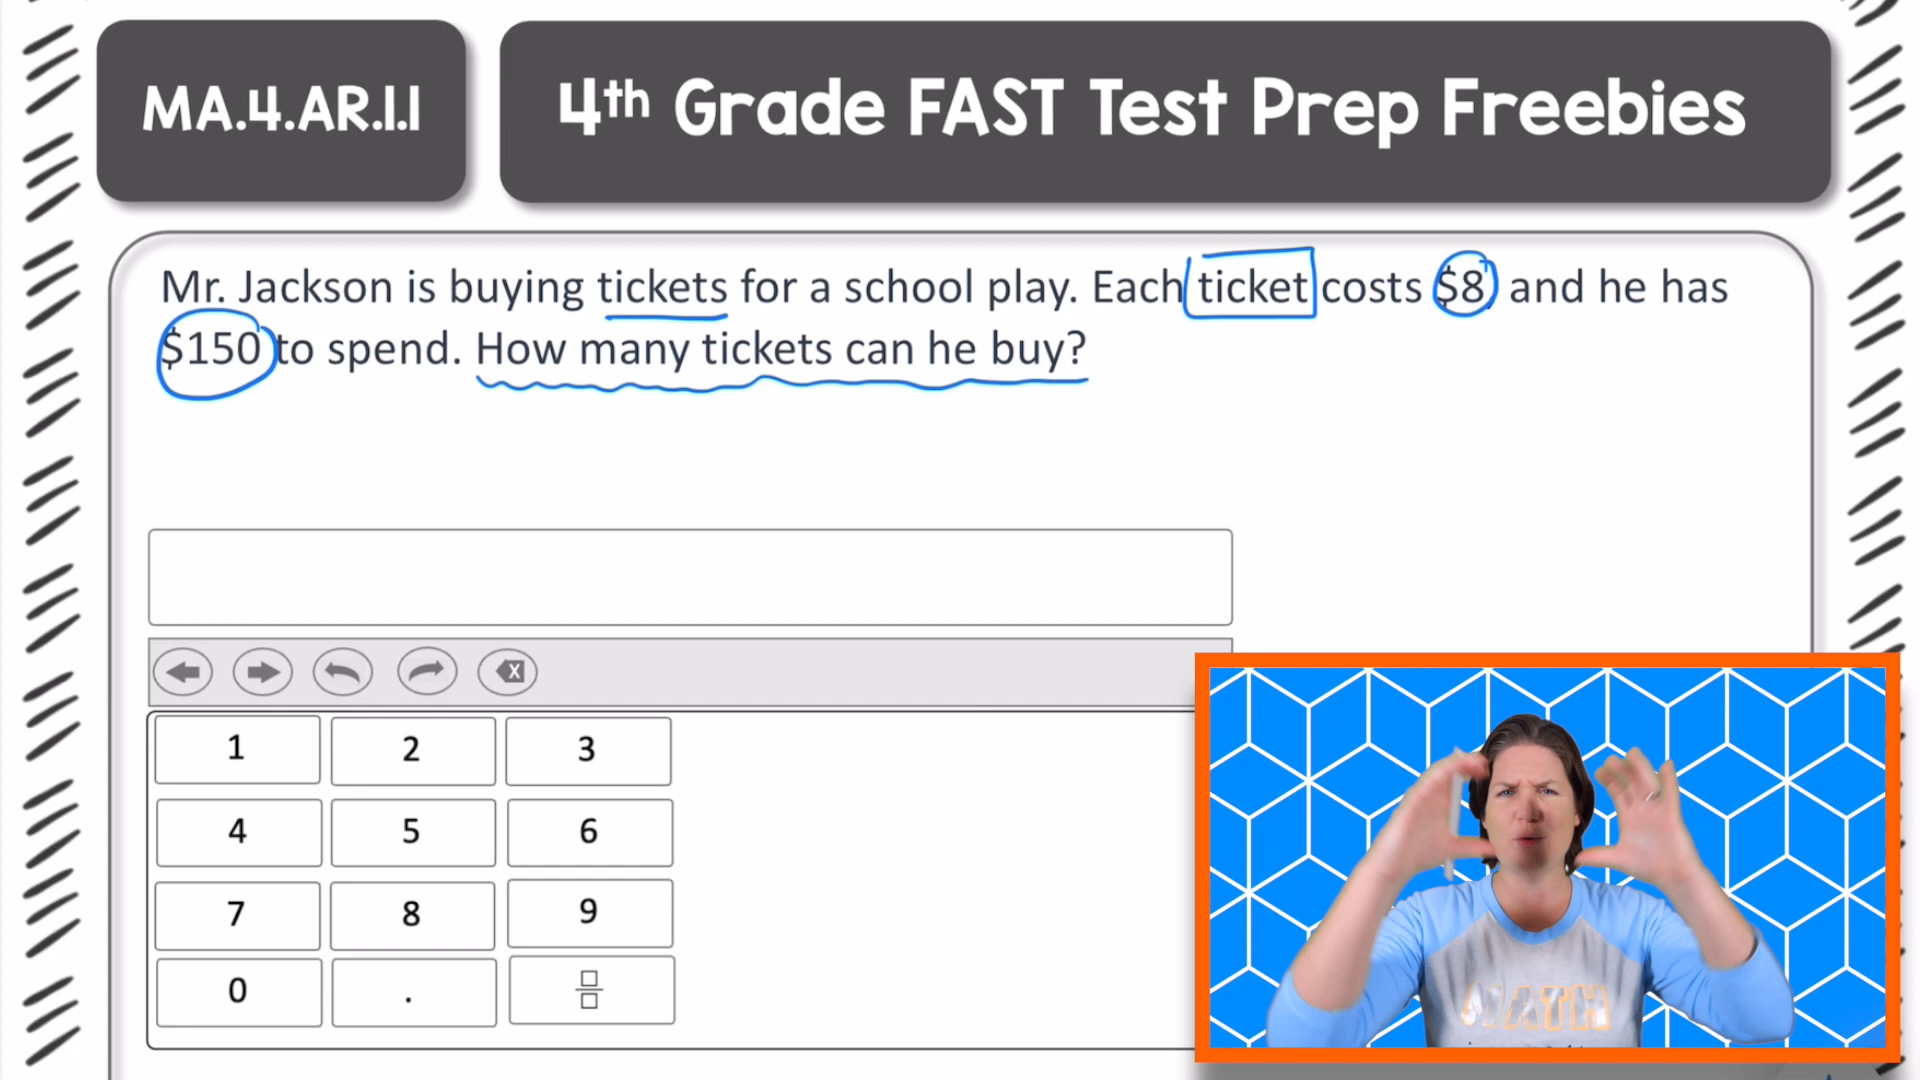 MA.4.AR.1.1
4th Grade FAST Test Prep Freebies
Mr. Jackson is buying tickets for a school play. Each ticket costs $8, and he has
$150 to spend. How many tickets can he buy?
X
1 2 3
4 5 6
7 8 9
0 .
MATH